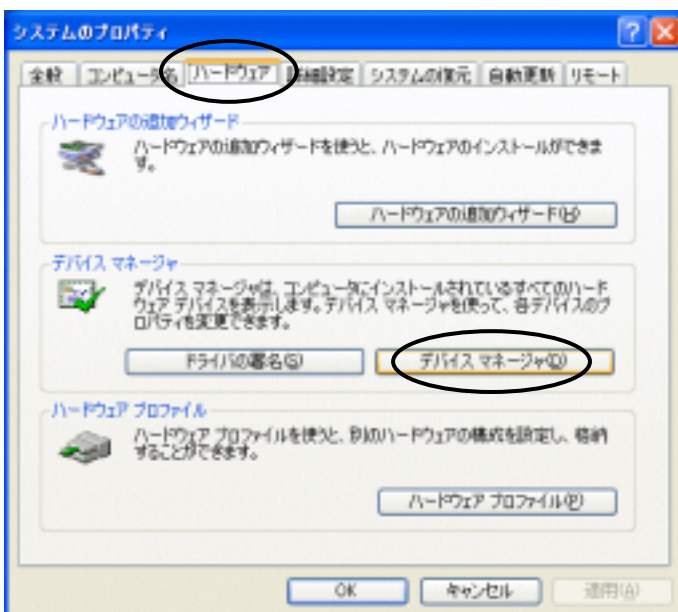 システムのプロパティ
全般 コンピュータ名 ハードウェア 詳細設定 システムの復元 自動更新 リモート
ハードウェアの追加ウィザード
ハードウェアの追加ウィザードを使うと、ハードウェアのインストールができま
す。
ハードウェアの追加ウィザード(H)
デバイス マネージャ
デバイス マネージャは、コンピュータにインストールされているすべてのハード
ウェア デバイスを表示します。デバイス マネージャを使って、各デバイスのプ
ロパティを変更できます。
ドライバの署名(S) デバイス マネージャ(D)
ハードウェア プロファイル
ハードウェア プロファイルを使うと、別のハードウェアの構成を設定し、格納
することができます。
ハードウェア プロファイル(P)
OK キャンセル 適用(A)